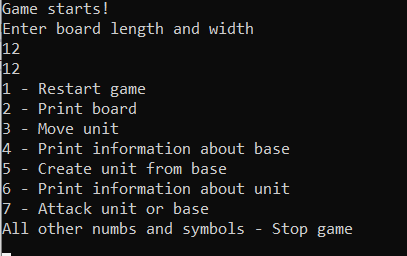 Game starts!
Enter board length and width
12
12
1 - Restart game
2 - Print board
3 - Move unit
4 - Print information about base
5 - Create unit from base
6 - Print information about unit
7 - Attack unit or base
All other numbs and symbols - Stop game